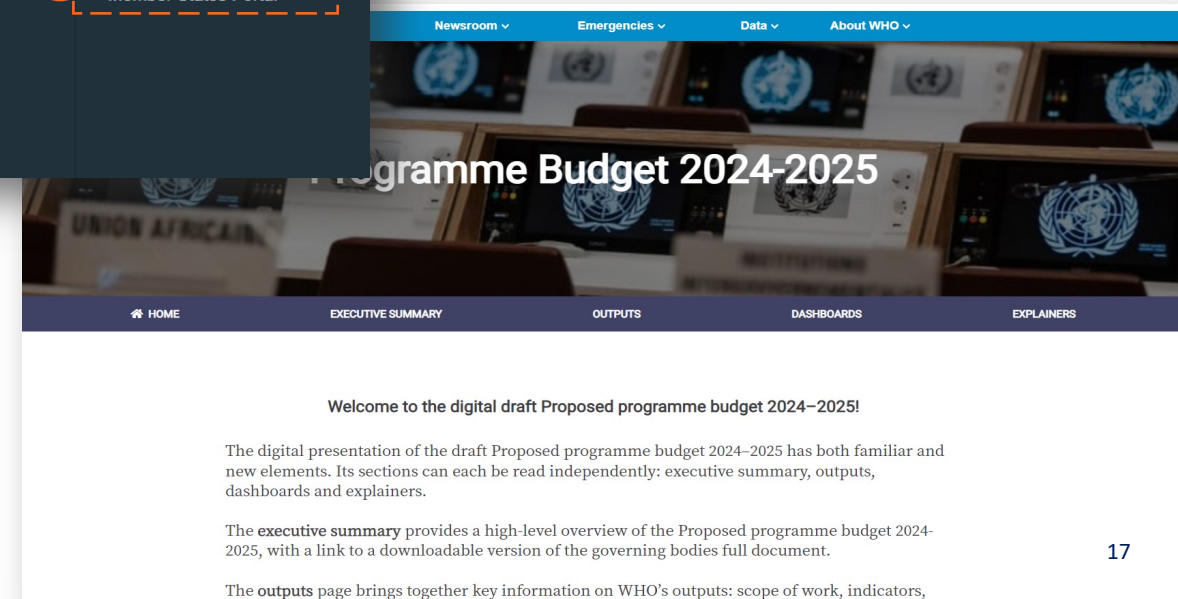 Member States Portal
Newsroom Emergencies Data About WHO
Programme Budget 2024-2025
UNION AFRICAINE
HOME EXECUTIVE SUMMARY OUTPUTS DASHBOARDS EXPLAINERS
Welcome to the digital draft Proposed programme budget 2024–2025!
The digital presentation of the draft Proposed programme budget 2024–2025 has both familiar and
new elements. Its sections can each be read independently: executive summary, outputs,
dashboards and explainers.
The executive summary provides a high-level overview of the Proposed programme budget 2024-
2025, with a link to a downloadable version of the governing bodies full document.
17
The outputs page brings together key information on WHO's outputs: scope of work, indicators,